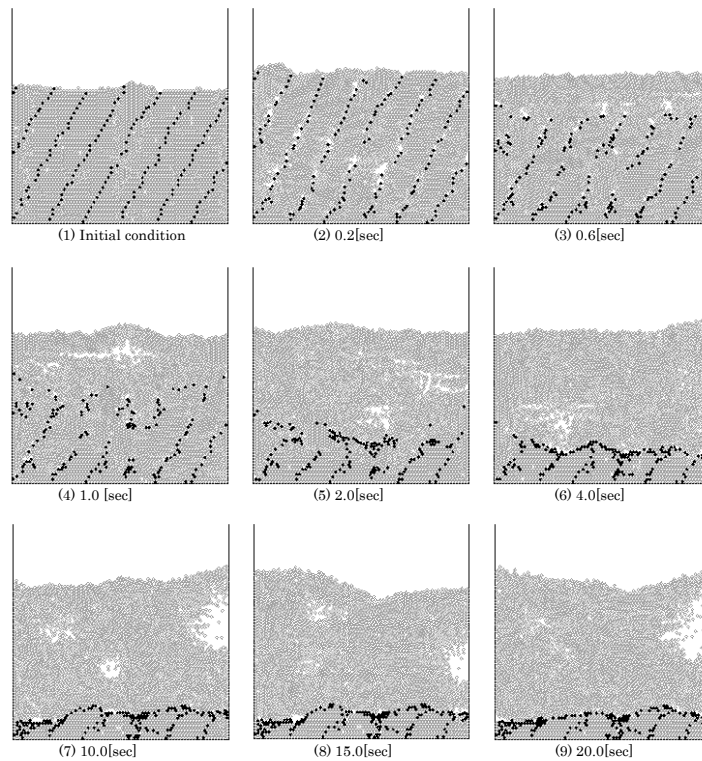 (1) Initial condition
(2) 0.2[sec]
(3) 0.6[sec]
(4) 1.0 [sec]
(5) 2.0[sec]
(6) 4.0[sec]
(7) 10.0[sec]
(8) 15.0[sec]
(9) 20.0[sec]